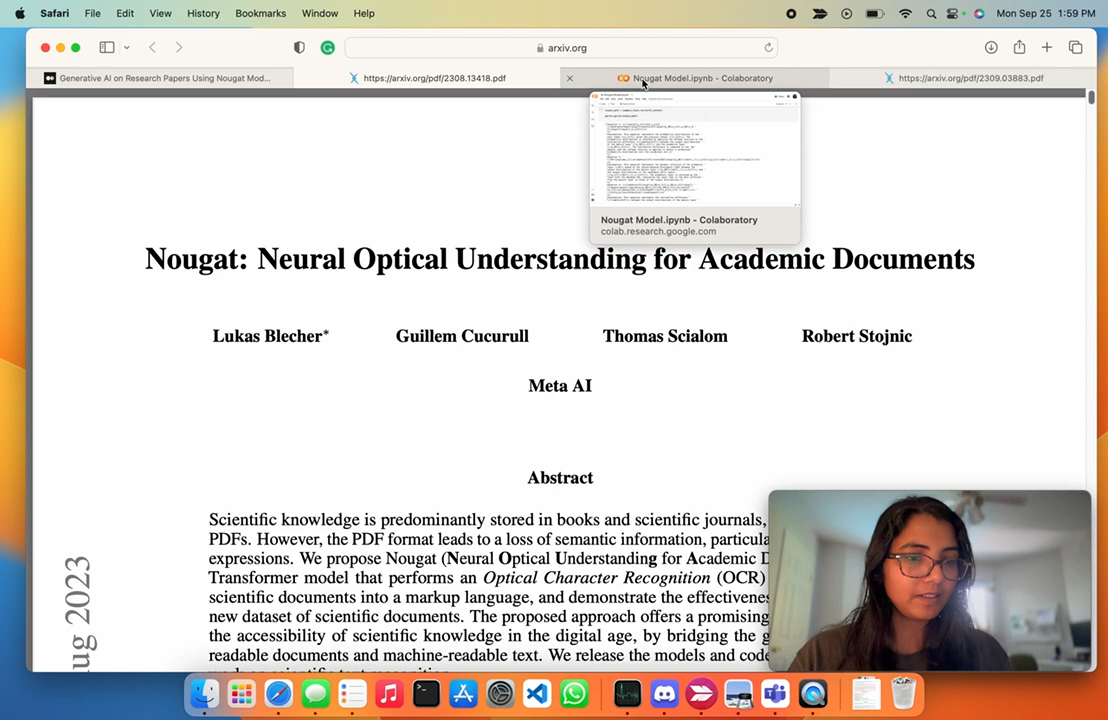 Safari File Edit View History Bookmarks Window Help Mon Sep 25 1:59 PM
arxiv.org
Generative AI on Research Papers Using Nougat Mod... https://arxiv.org/pdf/2308.13418.pdf Nougat Model.ipynb - Colaboratory https://arxiv.org/pdf/2309.03883.pdf
Nougat Model.ipynb - Colaboratory
colab.research.google.com
Nougat: Neural Optical Understanding for Academic Documents
Lukas Blecher* Guillem Cucurull Thomas Scialom Robert Stojnic
Meta AI
Abstract
Scientific knowledge is predominantly stored in books and scientific journals,
PDFs. However, the PDF format leads to a loss of semantic information, particula
expressions. We propose Nougat (Neural Optical Understanding for Academic D
Transformer model that performs an Optical Character Recognition (OCR)
scientific documents into a markup language, and demonstrate the effectivene
new dataset of scientific documents. The proposed approach offers a promising
the accessibility of scientific knowledge in the digital age, by bridging the g
readable documents and machine-readable text. We release the models and code
ug 2023